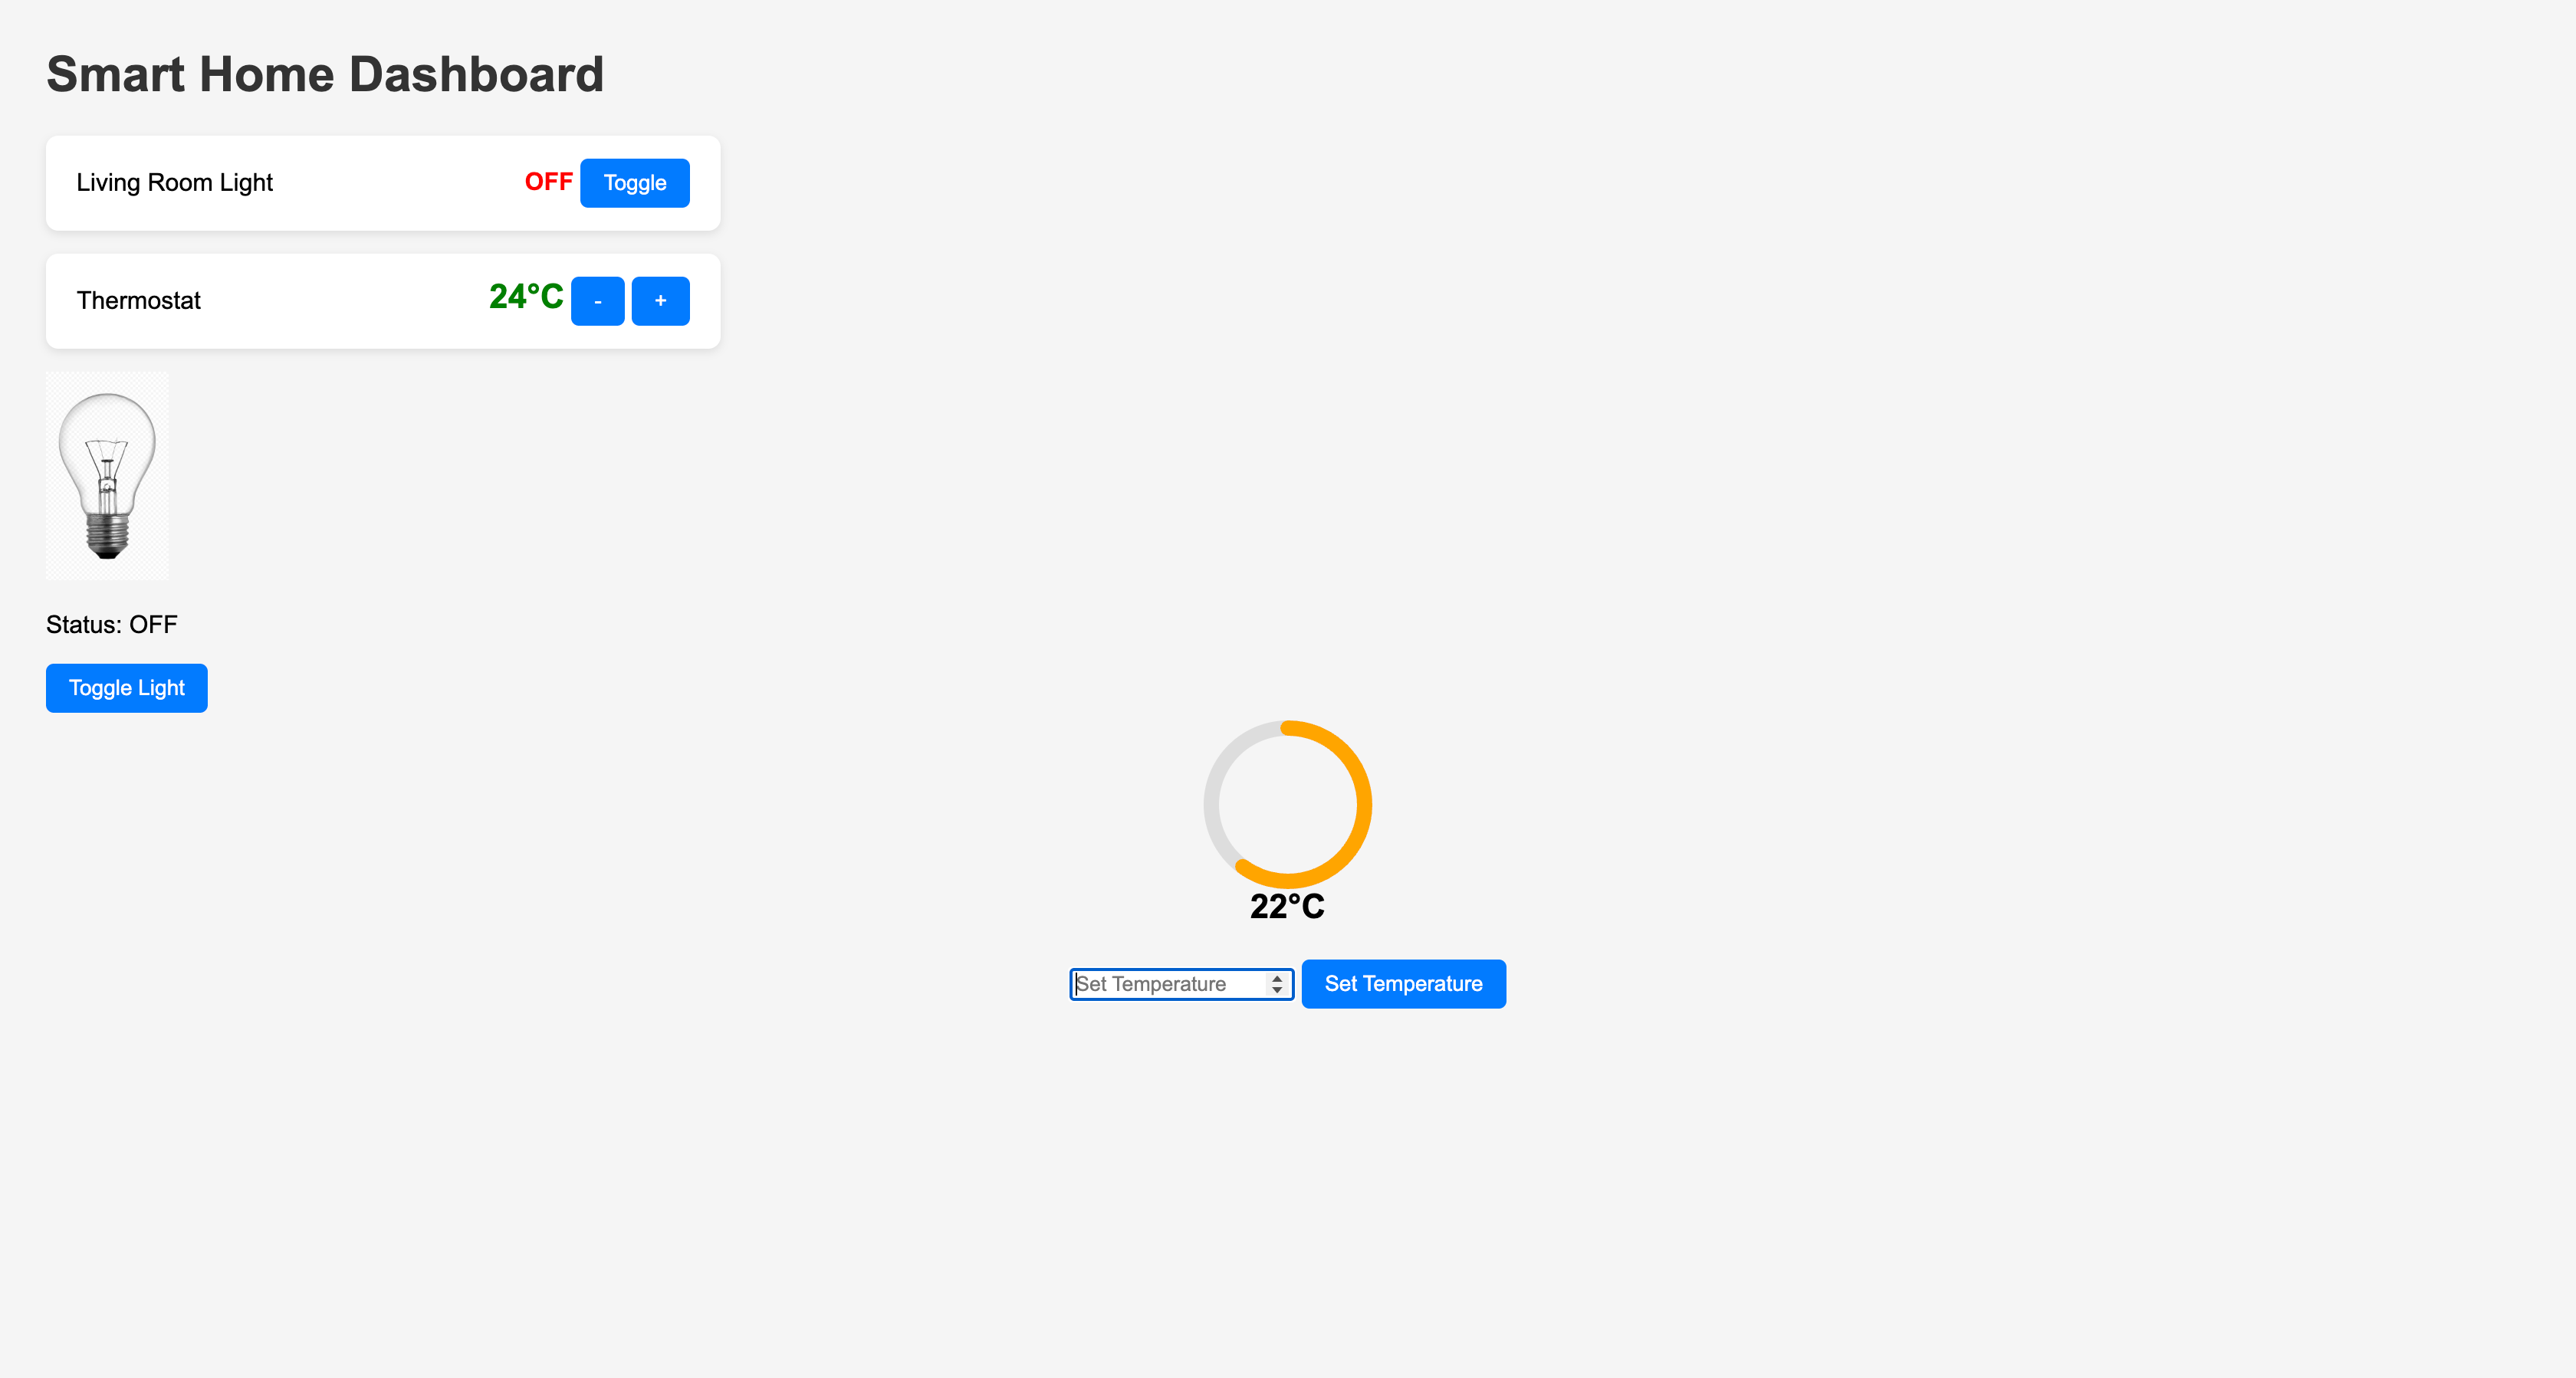 Smart Home Dashboard
Living Room Light OFF Toggle
Thermostat 24°C - +
Status: OFF
Toggle Light
22°C
Set Temperature Set Temperature